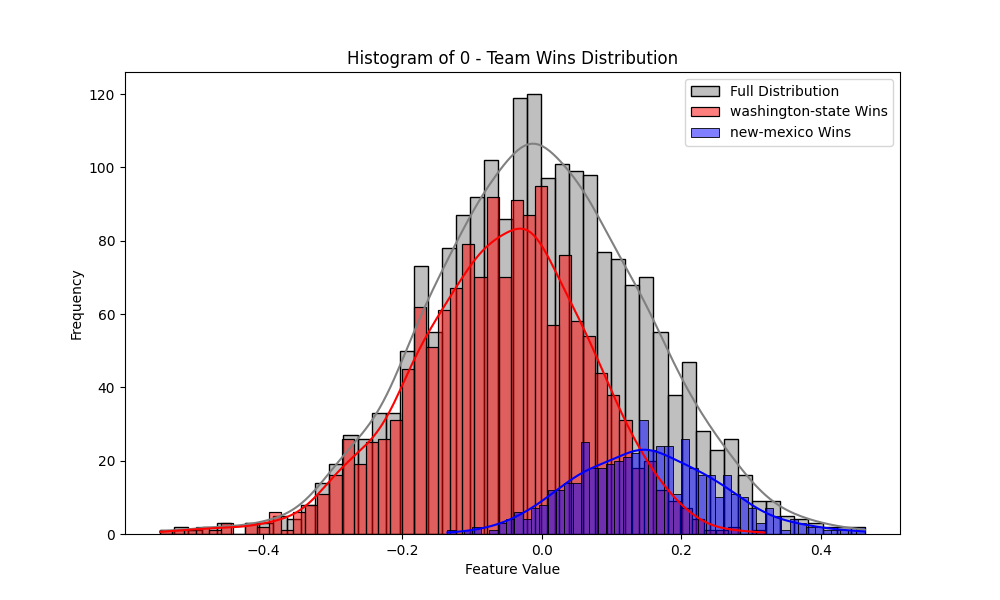 Histogram of 0 - Team Wins Distribution
Full Distribution
washington-state Wins
new-mexico Wins
Frequency
120
100
80
60
40
20
0
−0.4
−0.2
0.0
0.2
0.4
Feature Value